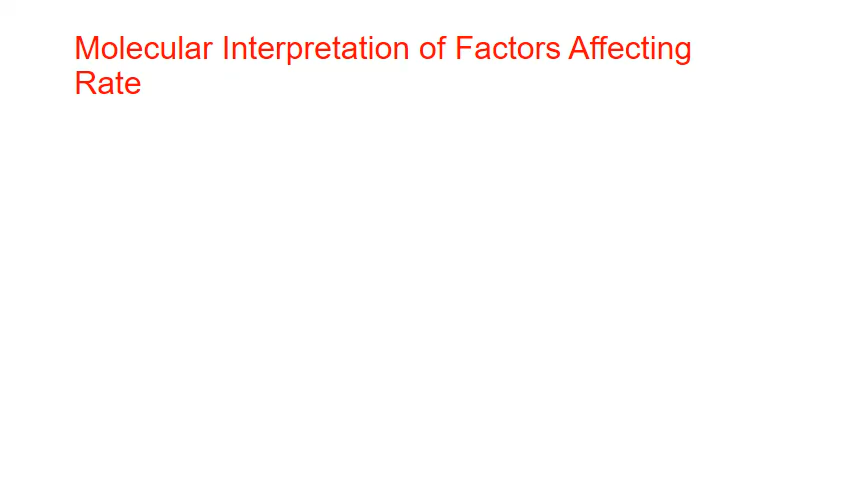 Molecular Interpretation of Factors Affecting
Rate